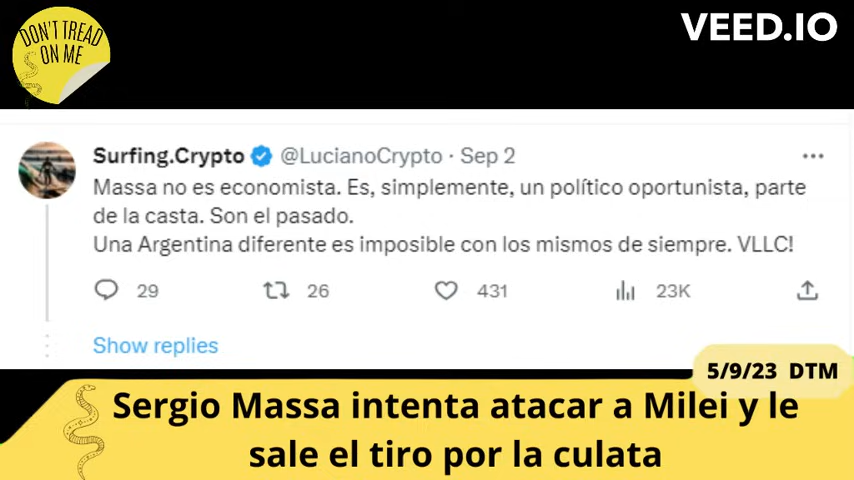 DON'T TREAD
ON ME
VEED.IO
Surfing.Crypto @LucianoCrypto · Sep 2
Massa no es economista. Es, simplemente, un político oportunista, parte
de la casta. Son el pasado.
Una Argentina diferente es imposible con los mismos de siempre. VLLC!
29 26 431 23K
Show replies
5/9/23 DTM
Sergio Massa intenta atacar a Milei y le
sale el tiro por la culata